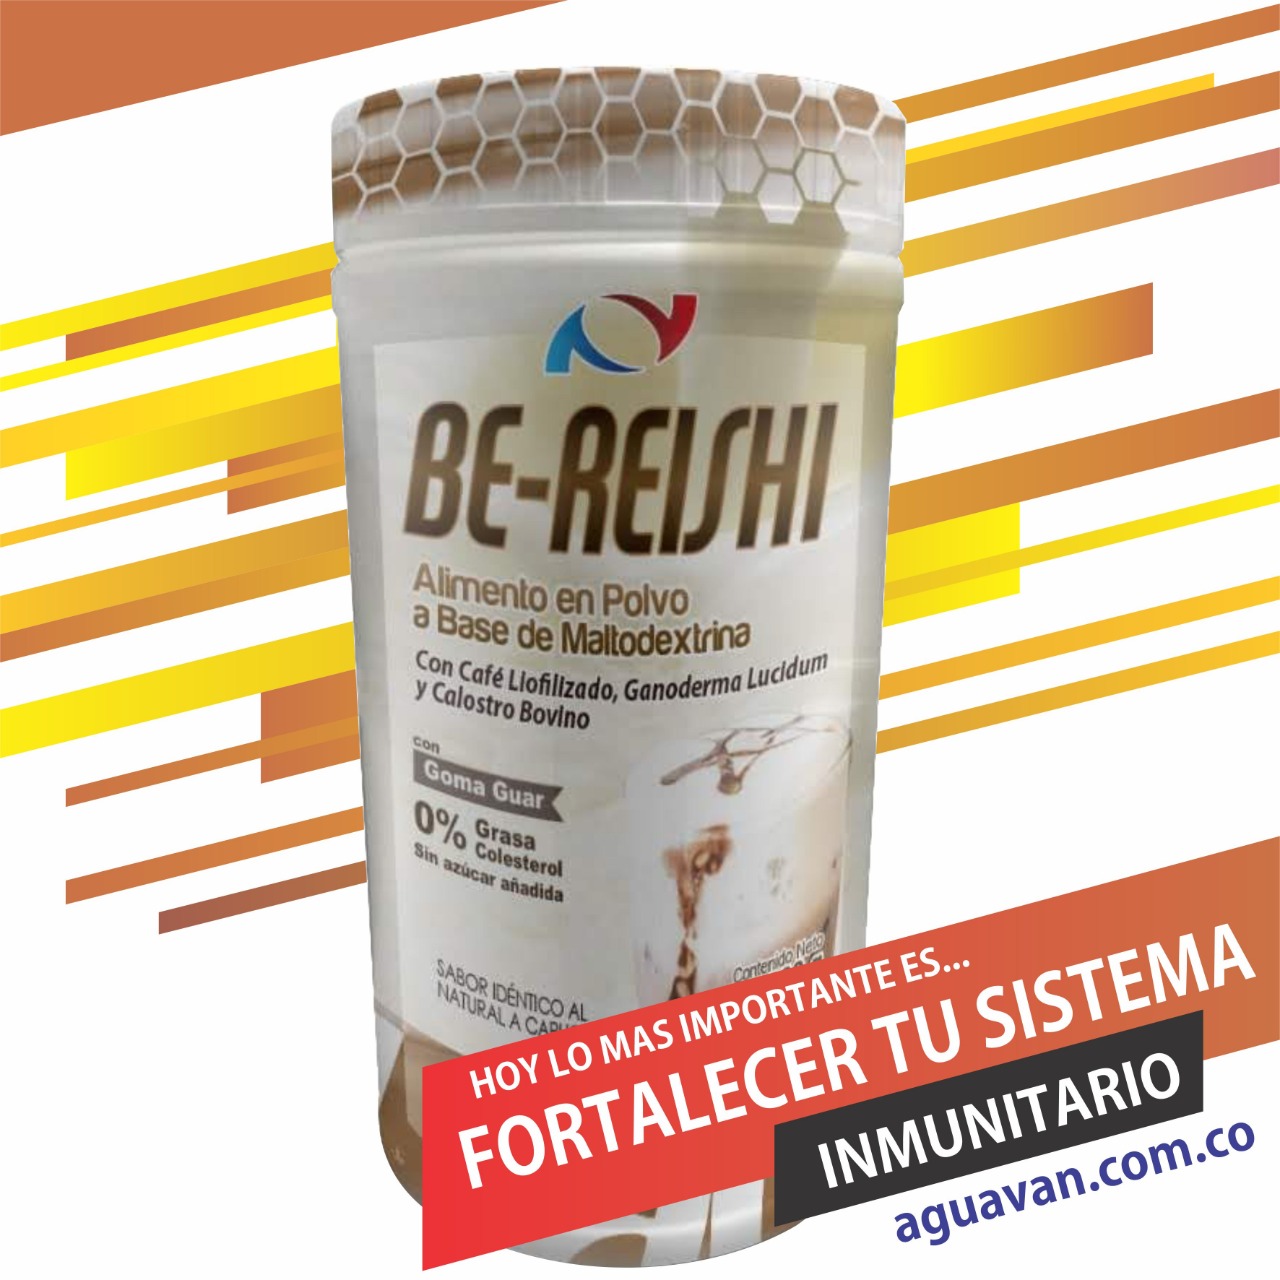 BE-REISHI
Alimento en Polvo
a Base de Maltodextrina
Con Café Liofilizado, Ganoderma Lucidum
y Calostro Bovino
con
Goma Guar
0% Grasa
Colesterol
Sin azúcar añadida
SABOR IDÉNTICO AL
NATURAL A
Contenido Neto
HOY LO MAS IMPORTANTE ES...
FORTALECER TU SISTEMA
INMUNITARIO
aguavan.com.co